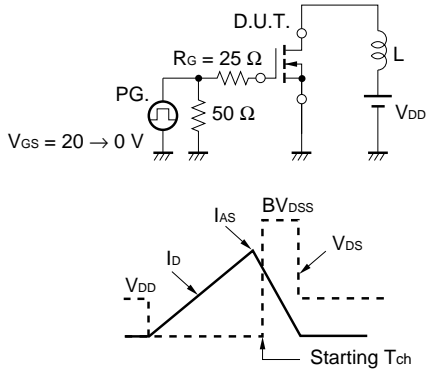 D.U.T.
RG = 25 Ω
L
PG.
50 Ω
VDD
VGS = 20 → 0 V
BVDSS
IAS
ID
VDS
VDD
Starting Tch